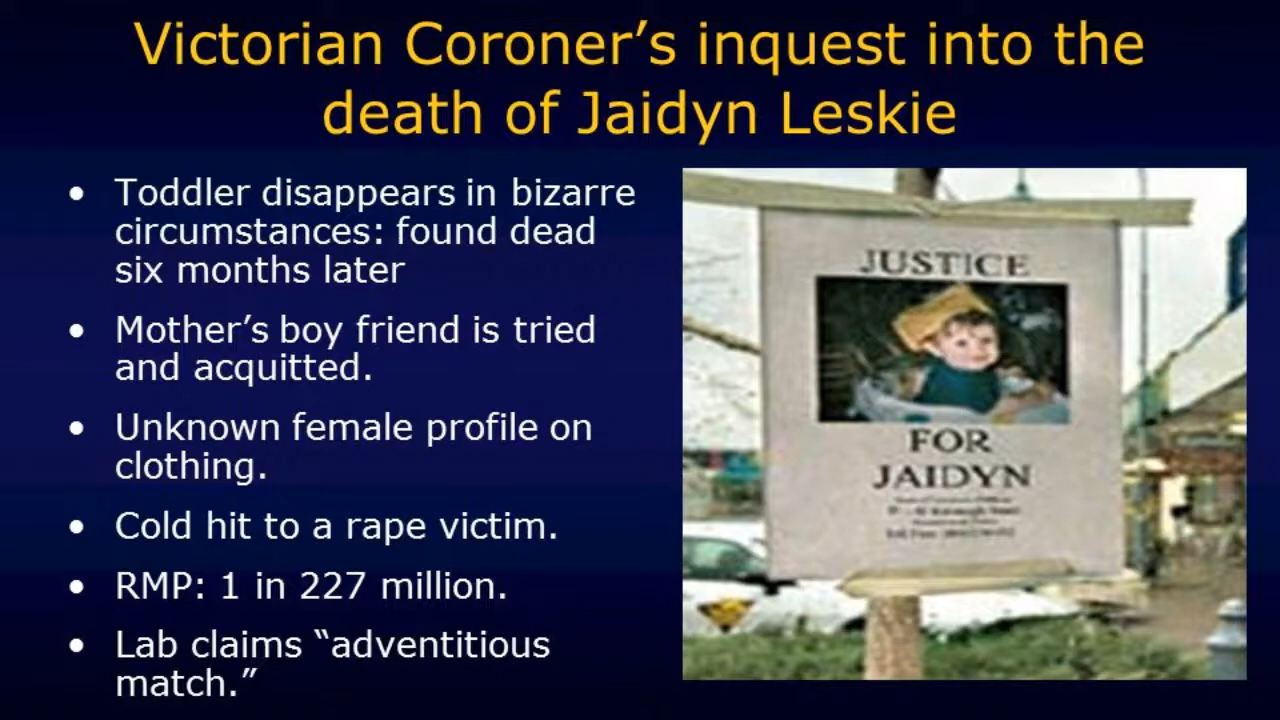 Victorian Coroner’s inquest into the
death of Jaidyn Leskie
• Toddler disappears in bizarre
circumstances: found dead
six months later
• Mother’s boy friend is tried
and acquitted.
• Unknown female profile on
clothing.
• Cold hit to a rape victim.
• RMP: 1 in 227 million.
• Lab claims “adventitious
match.”
JUSTICE
FOR
JAIDYN